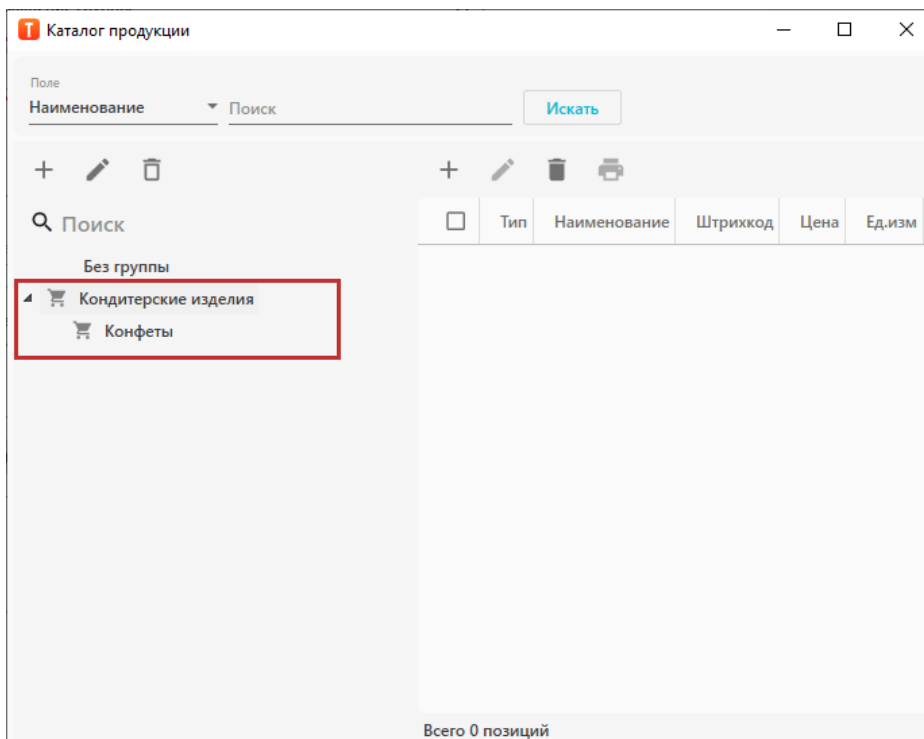 Т Каталог продукции
Поле
Наименование Поиск Искать
Поиск
Тип Наименование Штрихкод Цена Ед.изм
Без группы
Кондитерские изделия
Конфеты
Всего 0 позиций